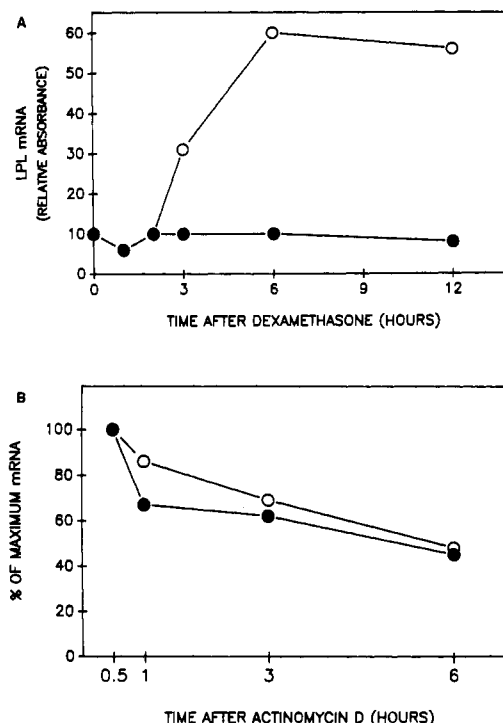 A
LPL mRNA
(RELATIVE ABSORBANCE)
60
50
40
30
20
10
0
0 3 6 9 12
TIME AFTER DEXAMETHASONE (HOURS)
B
% OF MAXIMUM mRNA
100
80
60
40
20
0
0.5 1 3 6
TIME AFTER ACTINOMYCIN D (HOURS)